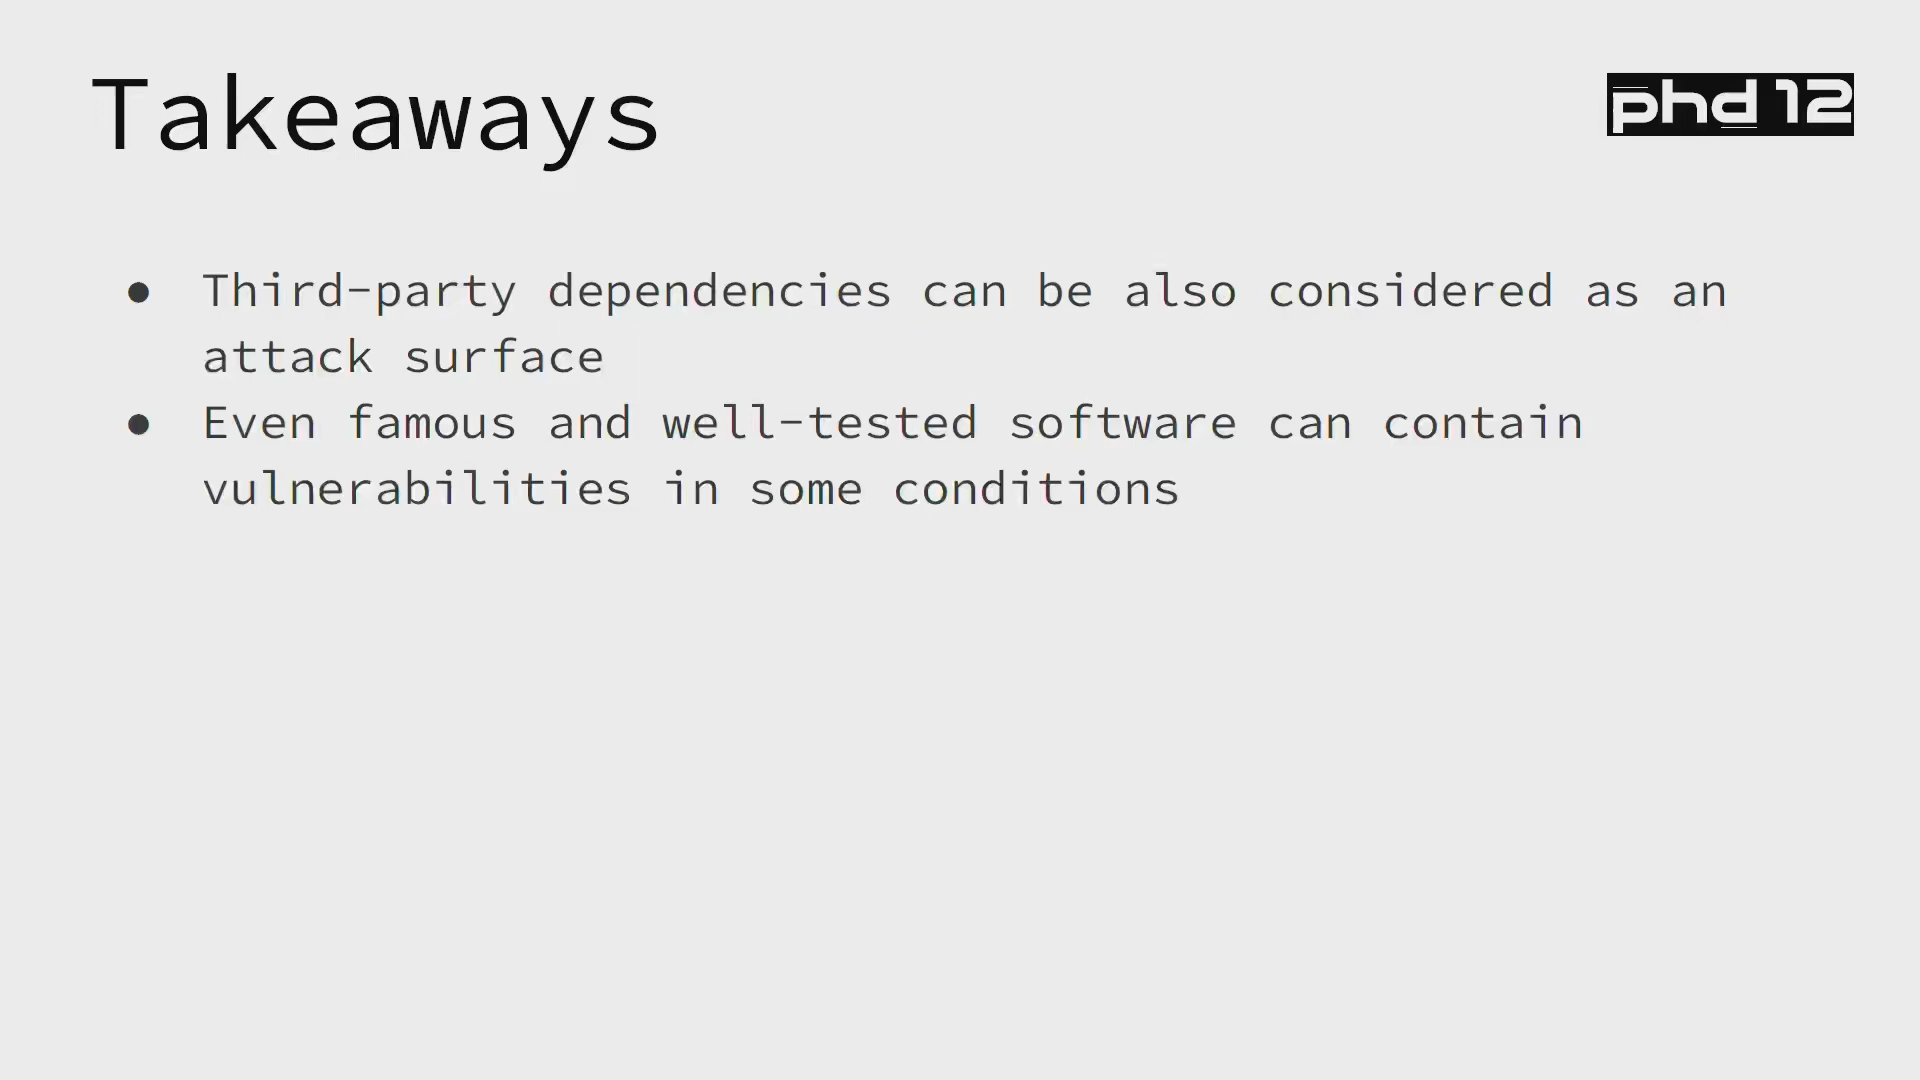 Takeaways
phd 12
● Third-party dependencies can be also considered as an
attack surface
● Even famous and well-tested software can contain
vulnerabilities in some conditions